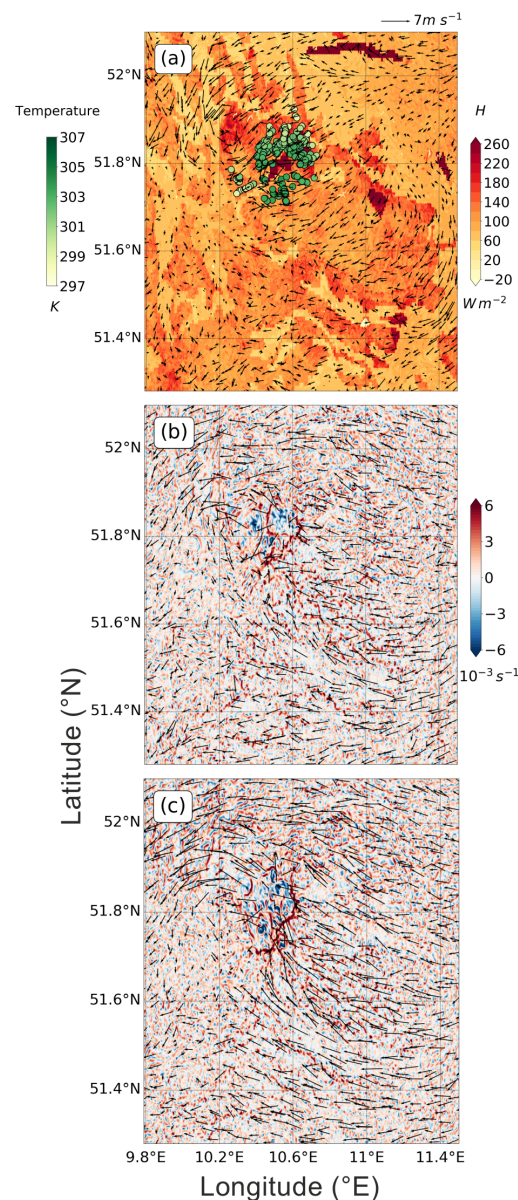 7m s⁻¹
(a)
52°N
51.8°N
51.6°N
51.4°N
Temperature
307
305
303
301
299
297
K
H
260
220
180
140
100
60
20
−20
W m⁻²
(b)
52°N
51.8°N
51.6°N
51.4°N
6
3
0
−3
−6
10⁻³ s⁻¹
(c)
52°N
51.8°N
51.6°N
51.4°N
9.8°E 10.2°E 10.6°E 11°E 11.4°E
Latitude (°N)
Longitude (°E)